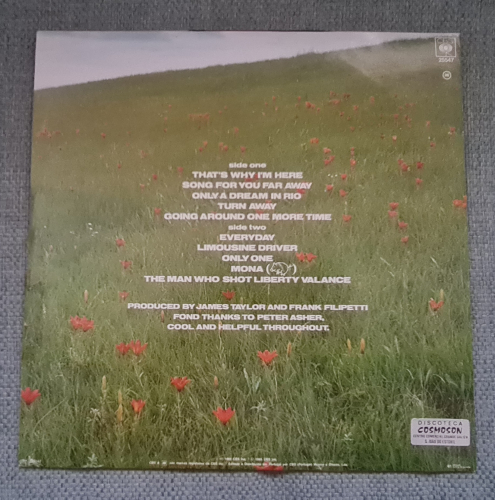 CBS
25547
side one
THAT'S WHY I'M HERE
SONG FOR YOU FAR AWAY
ONLY A DREAM IN RIO
TURN AWAY
GOING AROUND ONE MORE TIME
side two
EVERYDAY
LIMOUSINE DRIVER
ONLY ONE
MONA ( )
THE MAN WHO SHOT LIBERTY VALANCE
PRODUCED BY JAMES TAYLOR AND FRANK FILIPETTI
FOND THANKS TO PETER ASHER,
COOL AND HELPFUL THROUGHOUT.
DISCOTECA
COSMOSON